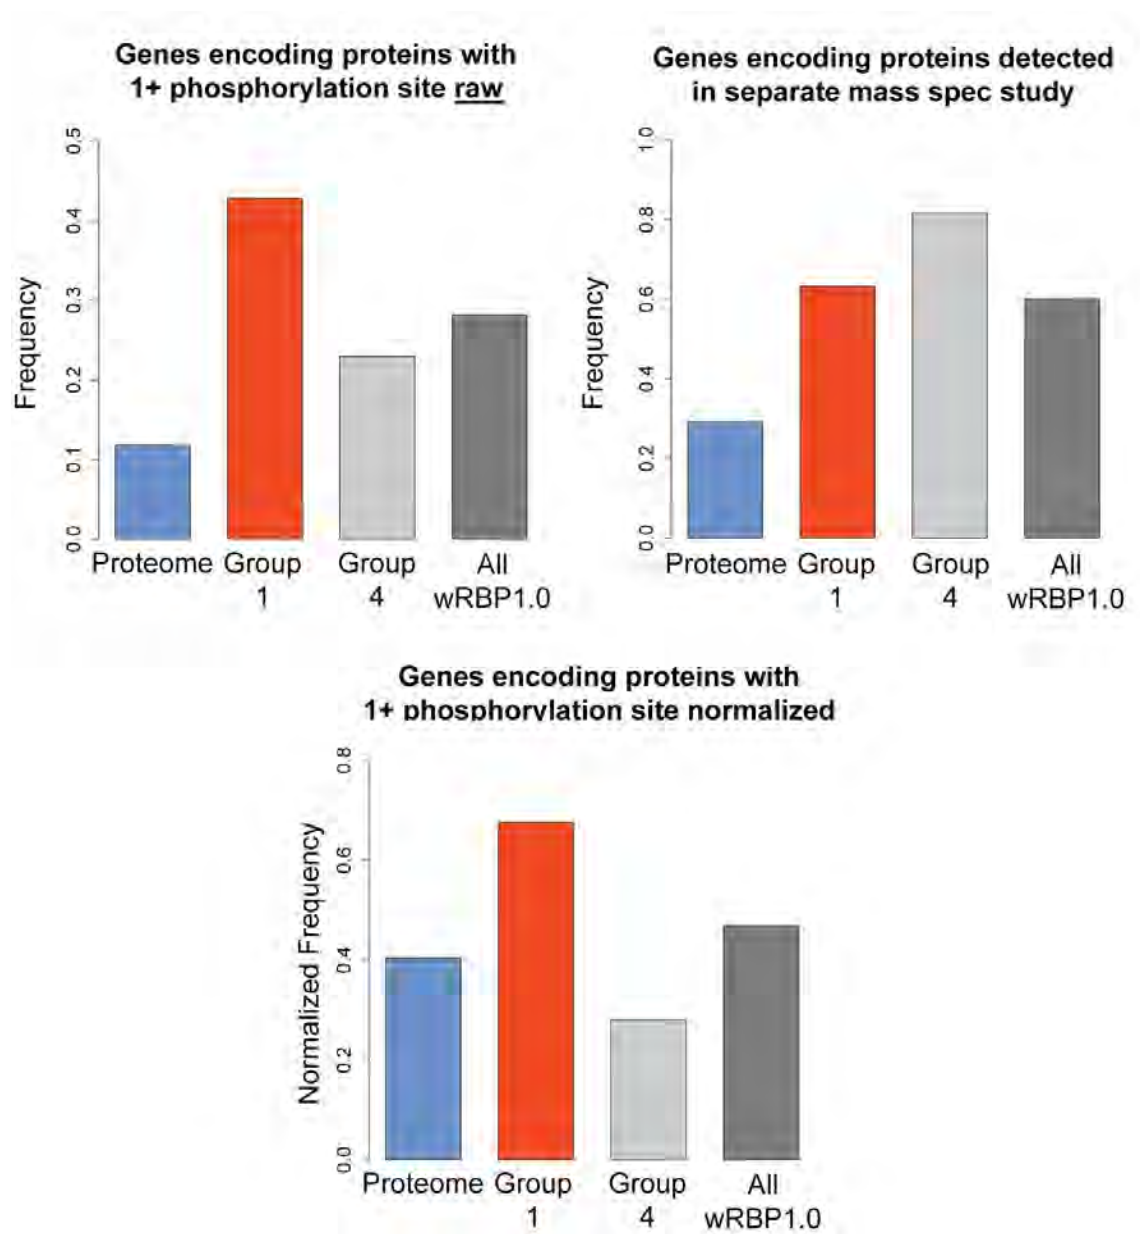 Genes encoding proteins with
1+ phosphorylation site raw
Frequency
0.5
0.4
0.3
0.2
0.1
0.0
Proteome Group Group All
1 4 wRBP1.0
Genes encoding proteins detected
in separate mass spec study
Frequency
1.0
0.8
0.6
0.4
0.2
0.0
Proteome Group Group All
1 4 wRBP1.0
Genes encoding proteins with
1+ phosphorylation site normalized
Normalized Frequency
0.8
0.6
0.4
0.2
0.0
Proteome Group Group All
1 4 wRBP1.0